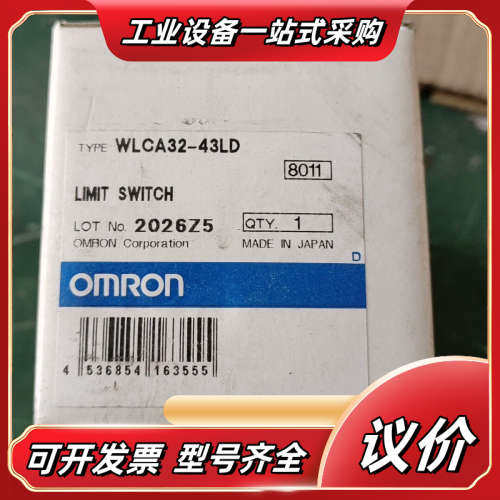 工业设备一站式采购
TYPE WLCA32-43LD
8011
LIMIT SWITCH
LOT No. 2026Z5 QTY. 1
OMRON Corporation MADE IN JAPAN
D
OMRON
4 536854 163555
可开发票 型号齐全
议价